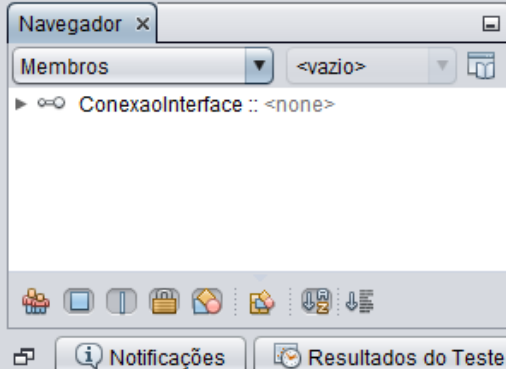 Navegador
Membros <vazio>
ConexaoInterface :: <none>
Notificações Resultados do Teste